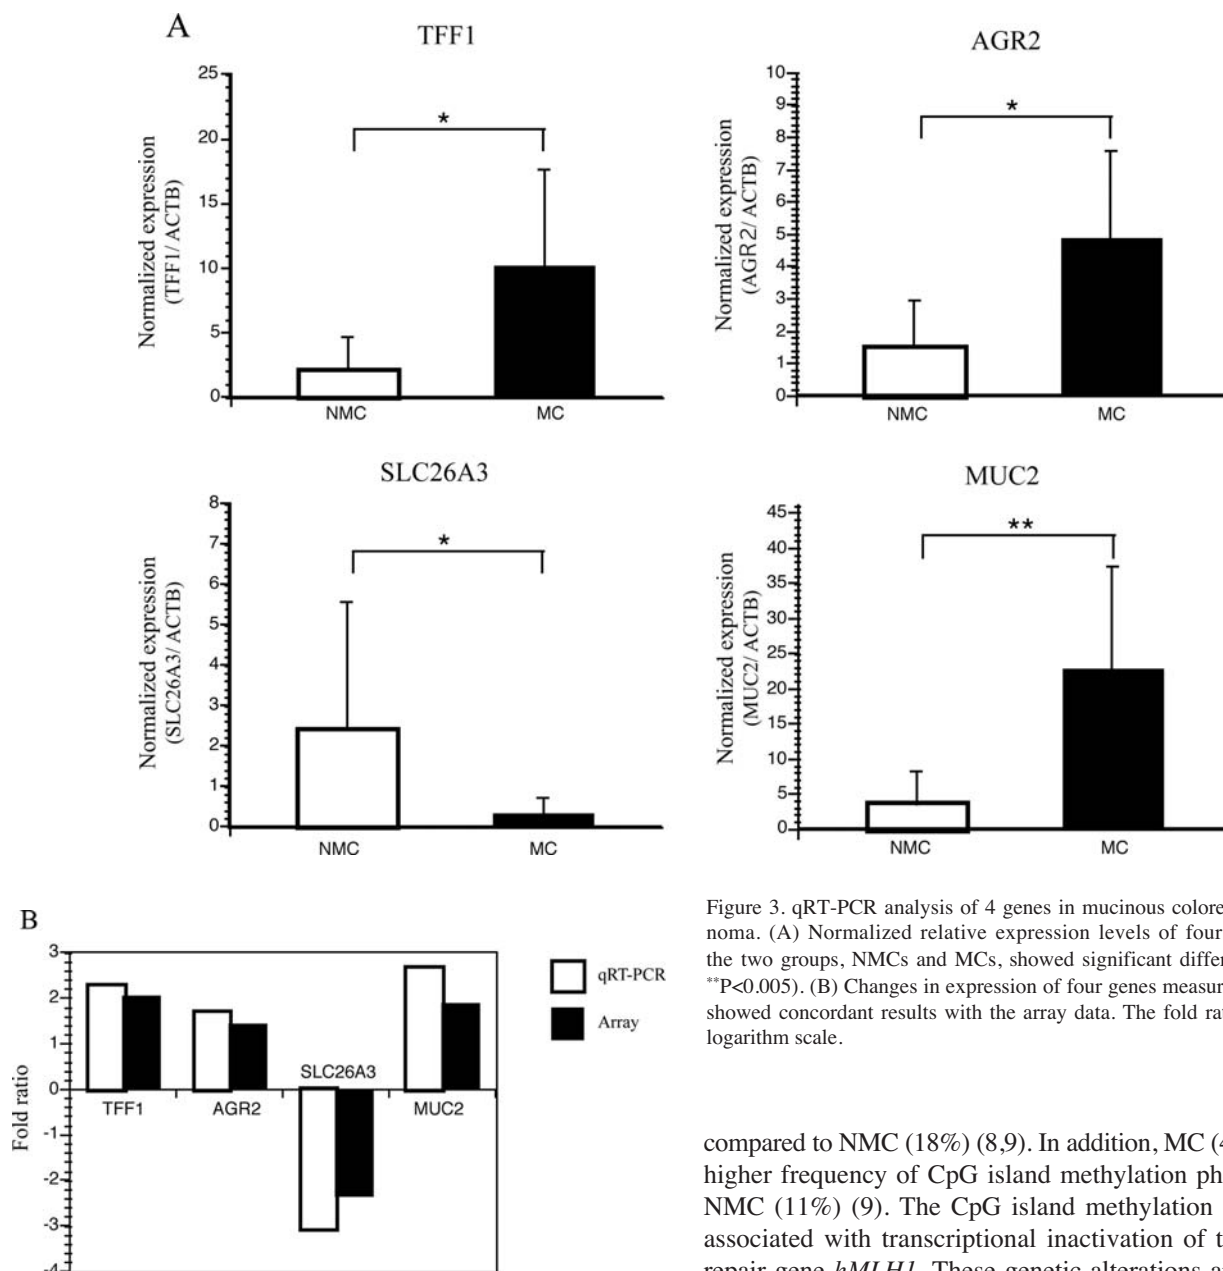 A
TFF1
25
20
15
10
5
0
Normalized expression
(TFF1/ ACTB)
*
NMC
MC
AGR2
10
9
8
7
6
5
4
3
2
1
0
Normalized expression
(AGR2/ ACTB)
*
NMC
MC
SLC26A3
8
7
6
5
4
3
2
1
0
Normalized expression
(SLC26A3/ ACTB)
*
NMC
MC
MUC2
45
40
35
30
25
20
15
10
5
0
Normalized expression
(MUC2/ ACTB)
**
NMC
MC
B
3
2
1
0
-1
-2
-3
-4
Fold ratio
TFF1
AGR2
SLC26A3
MUC2
qRT-PCR
Array
Figure 3. qRT-PCR analysis of 4 genes in mucinous colore
noma. (A) Normalized relative expression levels of four
the two groups, NMCs and MCs, showed significant differ
**P<0.005). (B) Changes in expression of four genes measur
showed concordant results with the array data. The fold rat
logarithm scale.
compared to NMC (18%) (8,9). In addition, MC (4
higher frequency of CpG island methylation ph
NMC (11%) (9). The CpG island methylation
associated with transcriptional inactivation of t
repair gene hMLH1. These genetic alterations a